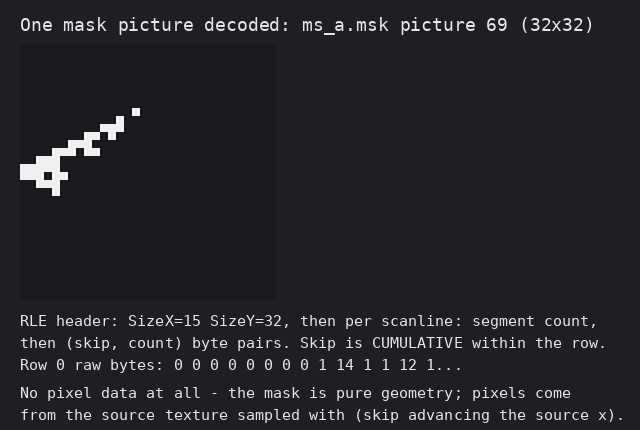 One mask picture decoded: ms_a.msk picture 69 (32x32)
RLE header: SizeX=15 SizeY=32, then per scanline: segment count,
then (skip, count) byte pairs. Skip is CUMULATIVE within the row.
Row 0 raw bytes: 0 0 0 0 0 0 0 0 1 14 1 1 12 1...
No pixel data at all - the mask is pure geometry; pixels come
from the source texture sampled with (skip advancing the source x).